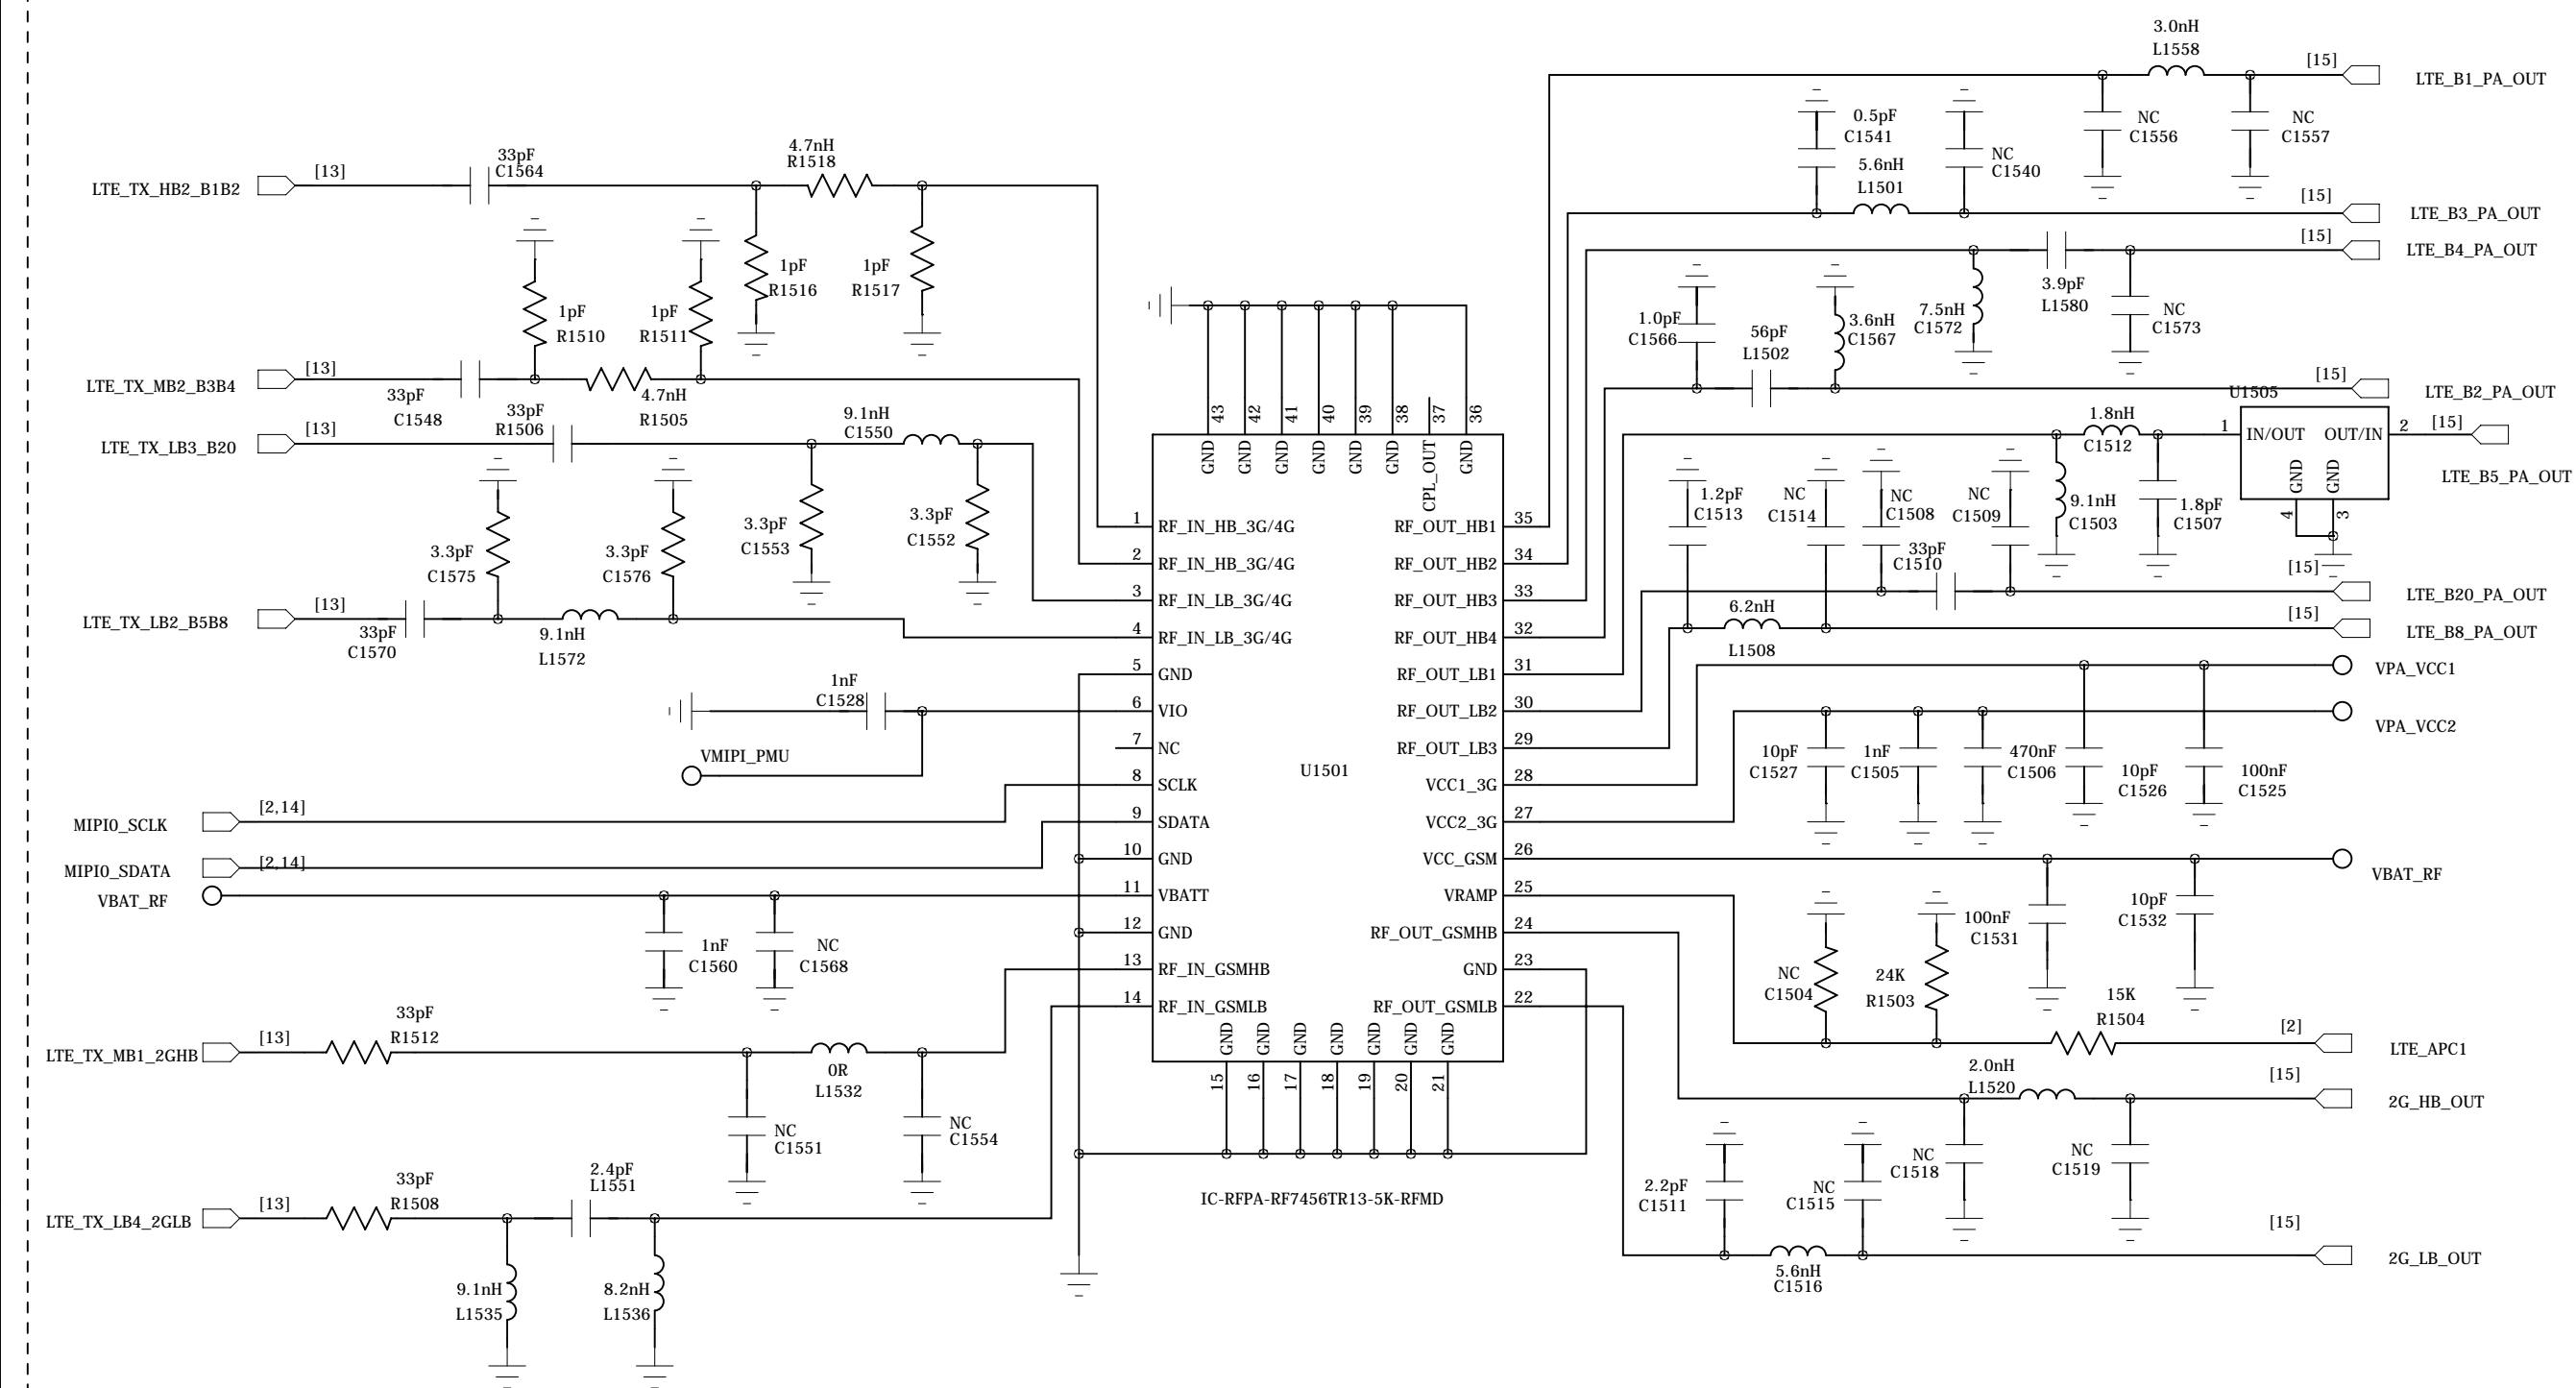 3.0nH
L1558
[15]
LTE_B1_PA_OUT
NC
C1556
NC
C1557
0.5pF
C1541
5.6nH
L1501
NC
C1540
[15]
LTE_B3_PA_OUT
[15]
LTE_B4_PA_OUT
3.9pF
L1580
7.5nH
C1572
NC
C1573
1.0pF
C1566
56pF
L1502
3.6nH
C1567
[15]
LTE_B2_PA_OUT
U1505
1
IN/OUT
OUT/IN
2
[15]
GND
GND
4
3
LTE_B5_PA_OUT
1.8nH
C1512
9.1nH
C1503
1.8pF
C1507
1.2pF
C1513
NC
C1514
NC
C1508
NC
C1509
33pF
C1510
[15]
LTE_B20_PA_OUT
6.2nH
L1508
[15]
LTE_B8_PA_OUT
VPA_VCC1
VPA_VCC2
10pF
C1527
1nF
C1505
470nF
C1506
10pF
C1526
100nF
C1525
VBAT_RF
100nF
C1531
10pF
C1532
NC
C1504
24K
R1503
15K
R1504
[2]
LTE_APC1
2.0nH
L1520
[15]
2G_HB_OUT
NC
C1518
NC
C1519
2.2pF
C1511
NC
C1515
5.6nH
C1516
[15]
2G_LB_OUT
LTE_TX_HB2_B1B2
[13]
33pF
C1564
4.7nH
R1518
1pF
R1516
1pF
R1517
1pF
R1510
1pF
R1511
LTE_TX_MB2_B3B4
[13]
33pF
C1548
4.7nH
R1505
LTE_TX_LB3_B20
[13]
33pF
R1506
9.1nH
C1550
3.3pF
C1553
3.3pF
C1552
3.3pF
C1575
3.3pF
C1576
LTE_TX_LB2_B5B8
[13]
33pF
C1570
9.1nH
L1572
1nF
C1528
VMIPI_PMU
MIPI0_SCLK
[2,14]
MIPI0_SDATA
[2,14]
VBAT_RF
1nF
C1560
NC
C1568
LTE_TX_MB1_2GHB
[13]
33pF
R1512
0R
L1532
NC
C1551
NC
C1554
LTE_TX_LB4_2GLB
[13]
33pF
R1508
2.4pF
L1551
9.1nH
L1535
8.2nH
L1536
43
42
41
40
39
38
37
36
GND
GND
GND
GND
GND
GND
CPL_OUT
GND
1
RF_IN_HB_3G/4G
2
RF_IN_HB_3G/4G
3
RF_IN_LB_3G/4G
4
RF_IN_LB_3G/4G
5
GND
6
VIO
7
NC
8
SCLK
9
SDATA
10
GND
11
VBATT
12
GND
13
RF_IN_GSMHB
14
RF_IN_GSMLB
U1501
RF_OUT_HB1
35
RF_OUT_HB2
34
RF_OUT_HB3
33
RF_OUT_HB4
32
RF_OUT_LB1
31
RF_OUT_LB2
30
RF_OUT_LB3
29
VCC1_3G
28
VCC2_3G
27
VCC_GSM
26
VRAMP
25
RF_OUT_GSMHB
24
GND
23
RF_OUT_GSMLB
22
GND
GND
GND
GND
GND
GND
GND
15
16
17
18
19
20
21
IC-RFPA-RF7456TR13-5K-RFMD